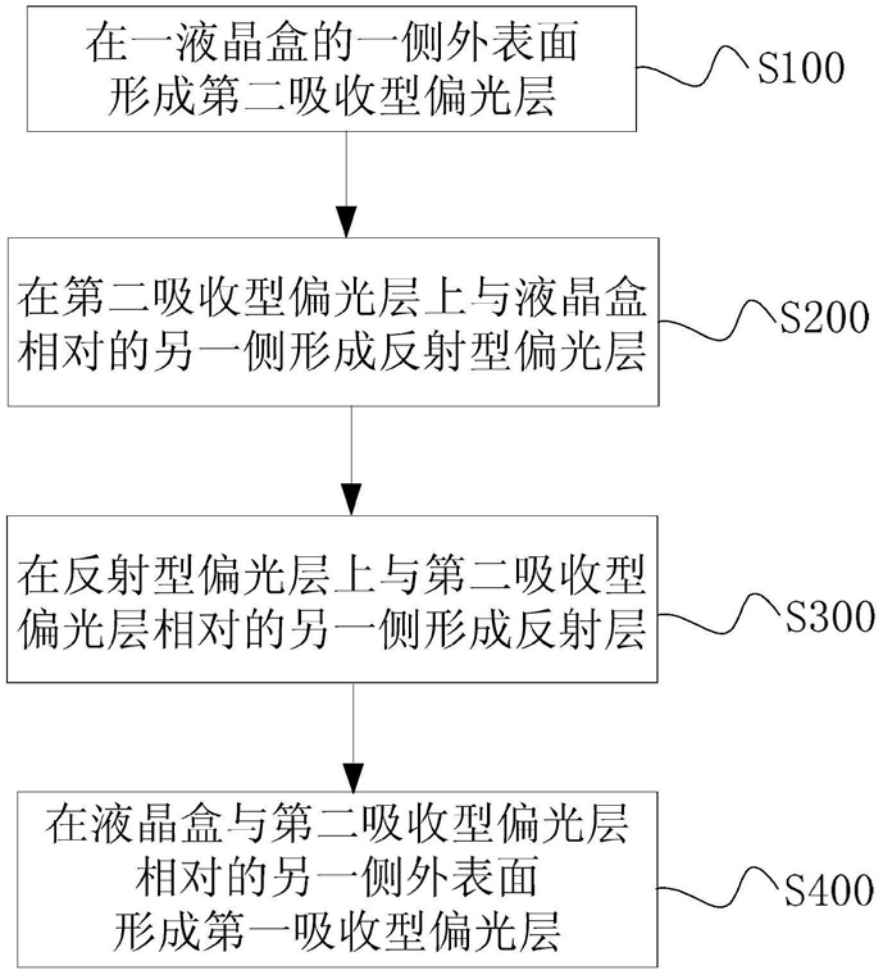 在一液晶盒的一侧外表面
形成第二吸收型偏光层
S100
在第二吸收型偏光层上与液晶盒
相对的另一侧形成反射型偏光层
S200
在反射型偏光层上与第二吸收型
偏光层相对的另一侧形成反射层
S300
在液晶盒与第二吸收型偏光层
相对的另一侧外表面
形成第一吸收型偏光层
S400